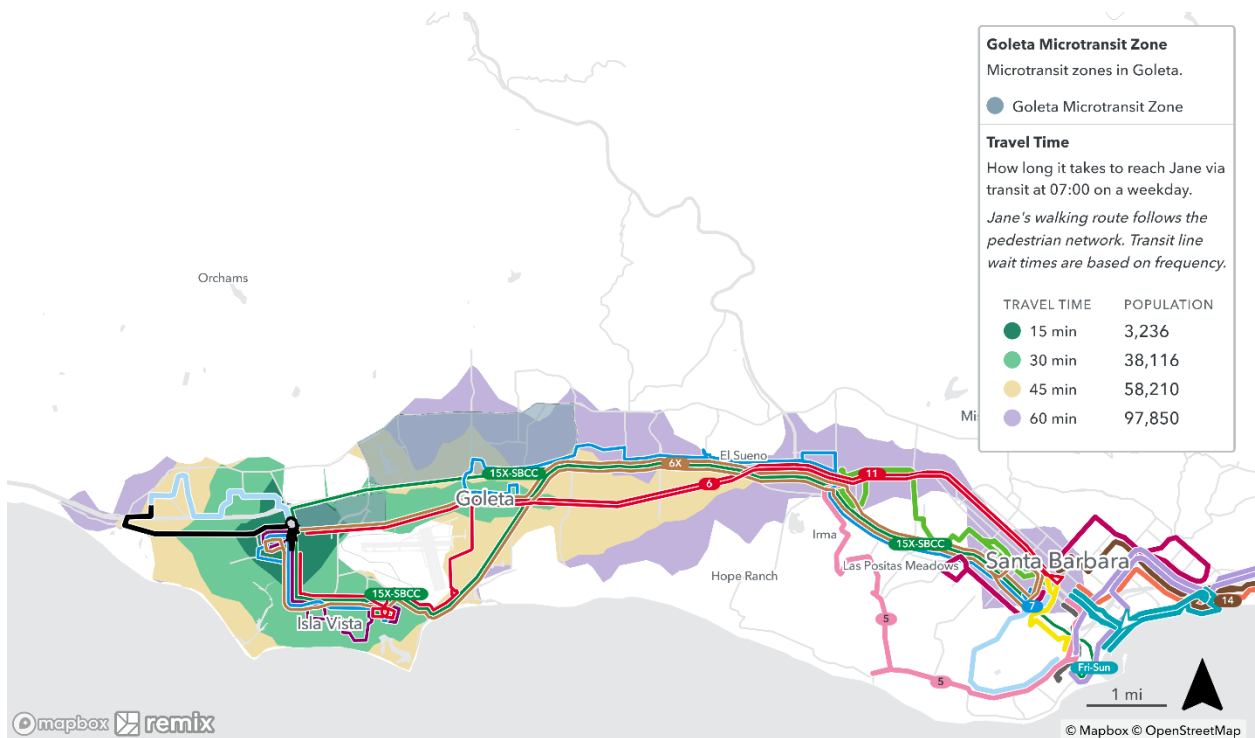 Goleta Microtransit Zone
Microtransit zones in Goleta.
Goleta Microtransit Zone
Travel Time
How long it takes to reach Jane via
transit at 07:00 on a weekday.
Jane's walking route follows the
pedestrian network. Transit line
wait times are based on frequency.
TRAVEL TIME POPULATION
15 min 3,236
30 min 38,116
45 min 58,210
60 min 97,850
Orchams
Mis
El Sueno
11
6X
15X-SBCC
6
Goleta
Irma
15X-SBCC
Las Positas Meadows
Santa Barbara
Hope Ranch
15X-SBCC
7
14
Isla Vista
5
Fri-Sun
5
1 mi
mapbox remix
© Mapbox © OpenStreetMap